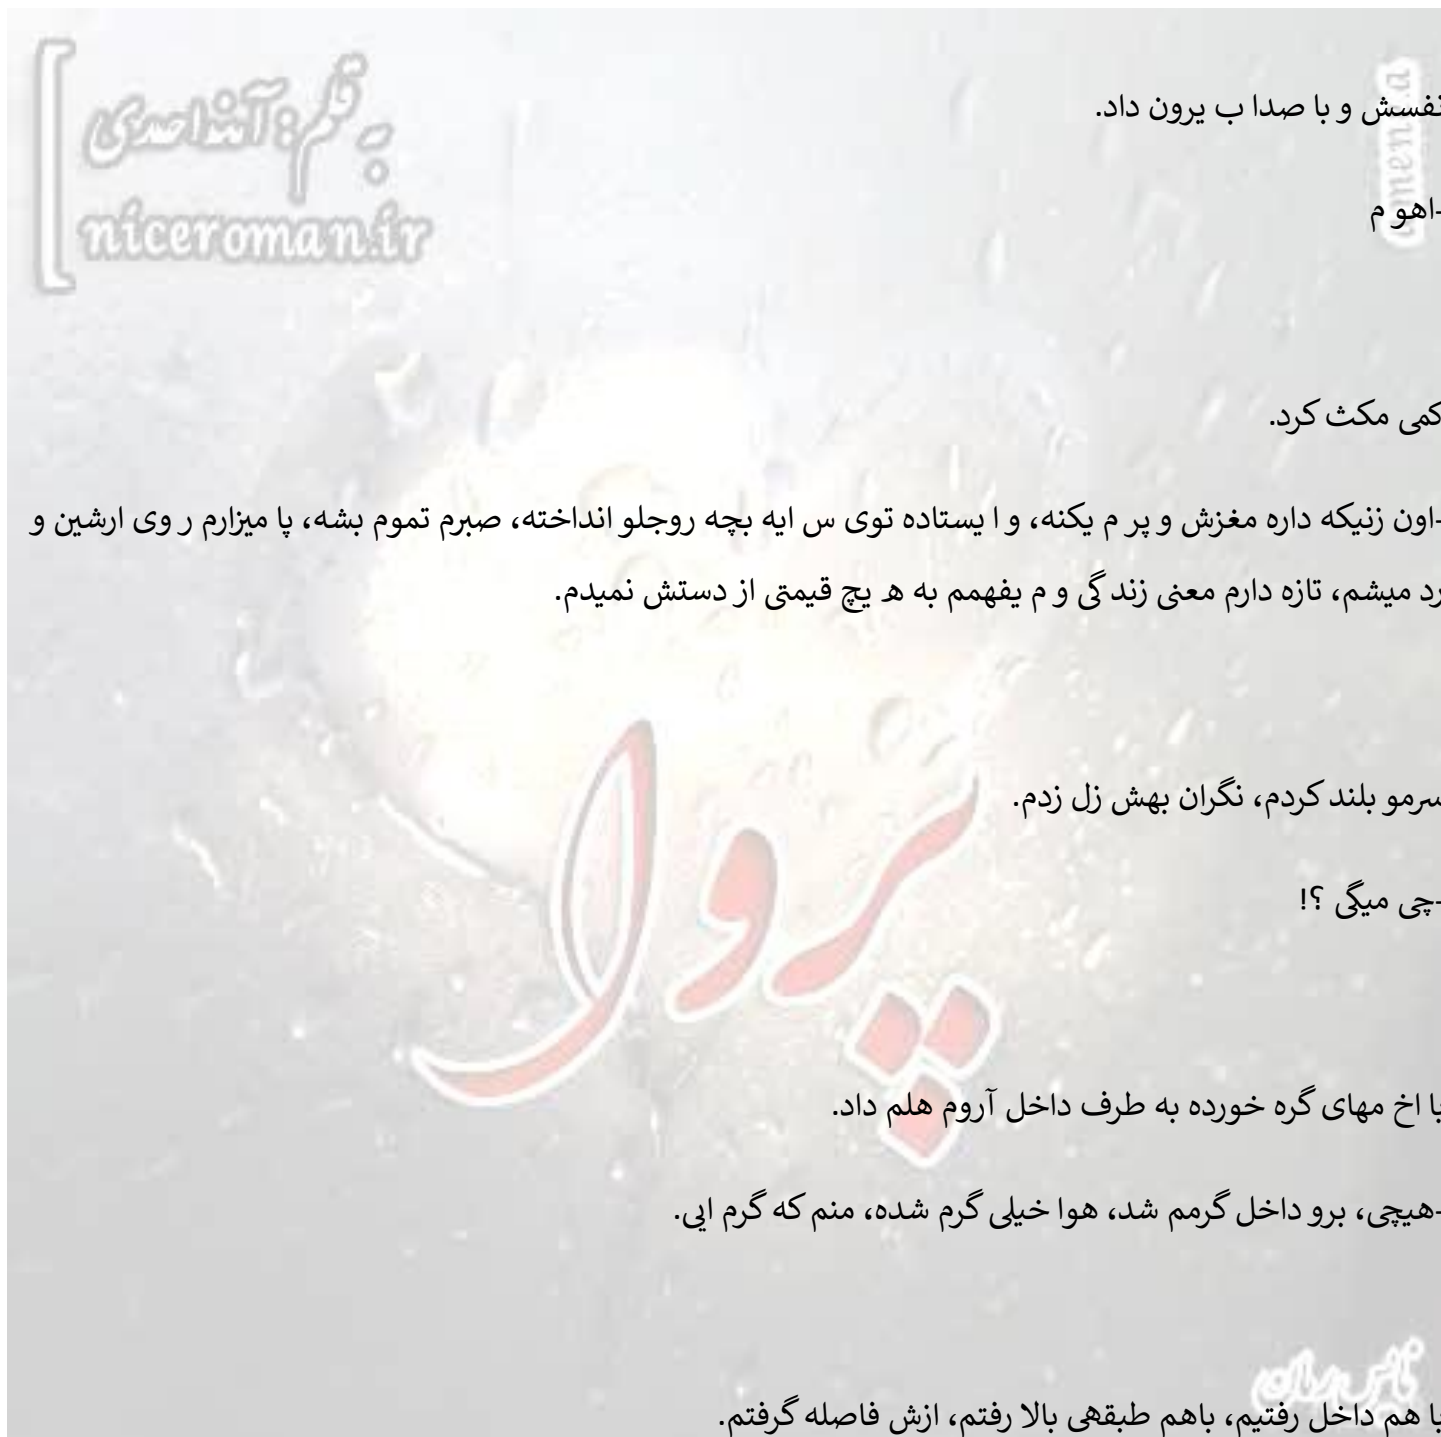 به قلم: آمنه احمدی
niceroman.ir
نفسش و با صدا ب یرون داد.
-اهو م
کمی مکث کرد.
-اون زنیکه داره مغزش و پر م یکنه، و ا یستاده توی س ایه بچه روجلو انداخته، صبرم تموم بشه، پا میزارم ر وی ارشین و
رد میشم، تازه دارم معنی زند گی و م یفهمم به ه یچ قیمتی از دستش نمیدم.
سرمو بلند کردم، نگران بهش زل زدم.
-چی میگی ؟!
پروا
با اخ مهای گره خورده به طرف داخل آروم هلم داد.
-هیچی، برو داخل گرمم شد، هوا خیلی گرم شده، منم که گرم ایی.
با هم داخل رفتیم، باهم طبقهی بالا رفتم، ازش فاصله گرفتم.